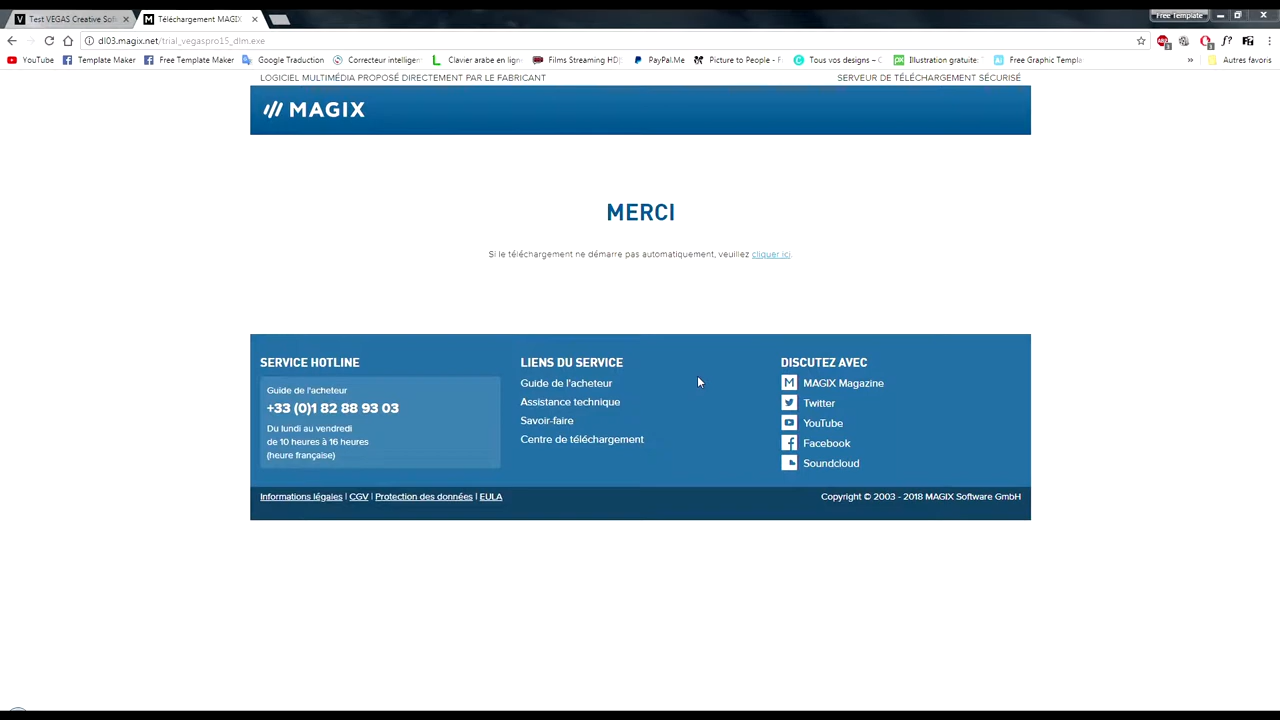 Test VEGAS Creative Soft
Téléchargement MAGIX
Free Template
dl03.magix.net/trial_vegaspro15_dlm.exe
YouTube
Template Maker
Free Template Maker
Google Traduction
Correcteur intelligen
Clavier arabe en lign
Films Streaming HD|
PayPal.Me
Picture to People - F
Tous vos designs – C
Illustration gratuite:
Free Graphic Templa
»
Autres favoris
LOGICIEL MULTIMÉDIA PROPOSÉ DIRECTEMENT PAR LE FABRICANT
SERVEUR DE TÉLÉCHARGEMENT SÉCURISÉ
MAGIX
MERCI
Si le téléchargement ne démarre pas automatiquement, veuillez cliquer ici.
SERVICE HOTLINE
Guide de l'acheteur
+33 (0)1 82 88 93 03
Du lundi au vendredi
de 10 heures à 16 heures
(heure française)
LIENS DU SERVICE
Guide de l'acheteur
Assistance technique
Savoir-faire
Centre de téléchargement
DISCUTEZ AVEC
MAGIX Magazine
Twitter
YouTube
Facebook
Soundcloud
Informations légales | CGV | Protection des données | EULA
Copyright © 2003 - 2018 MAGIX Software GmbH